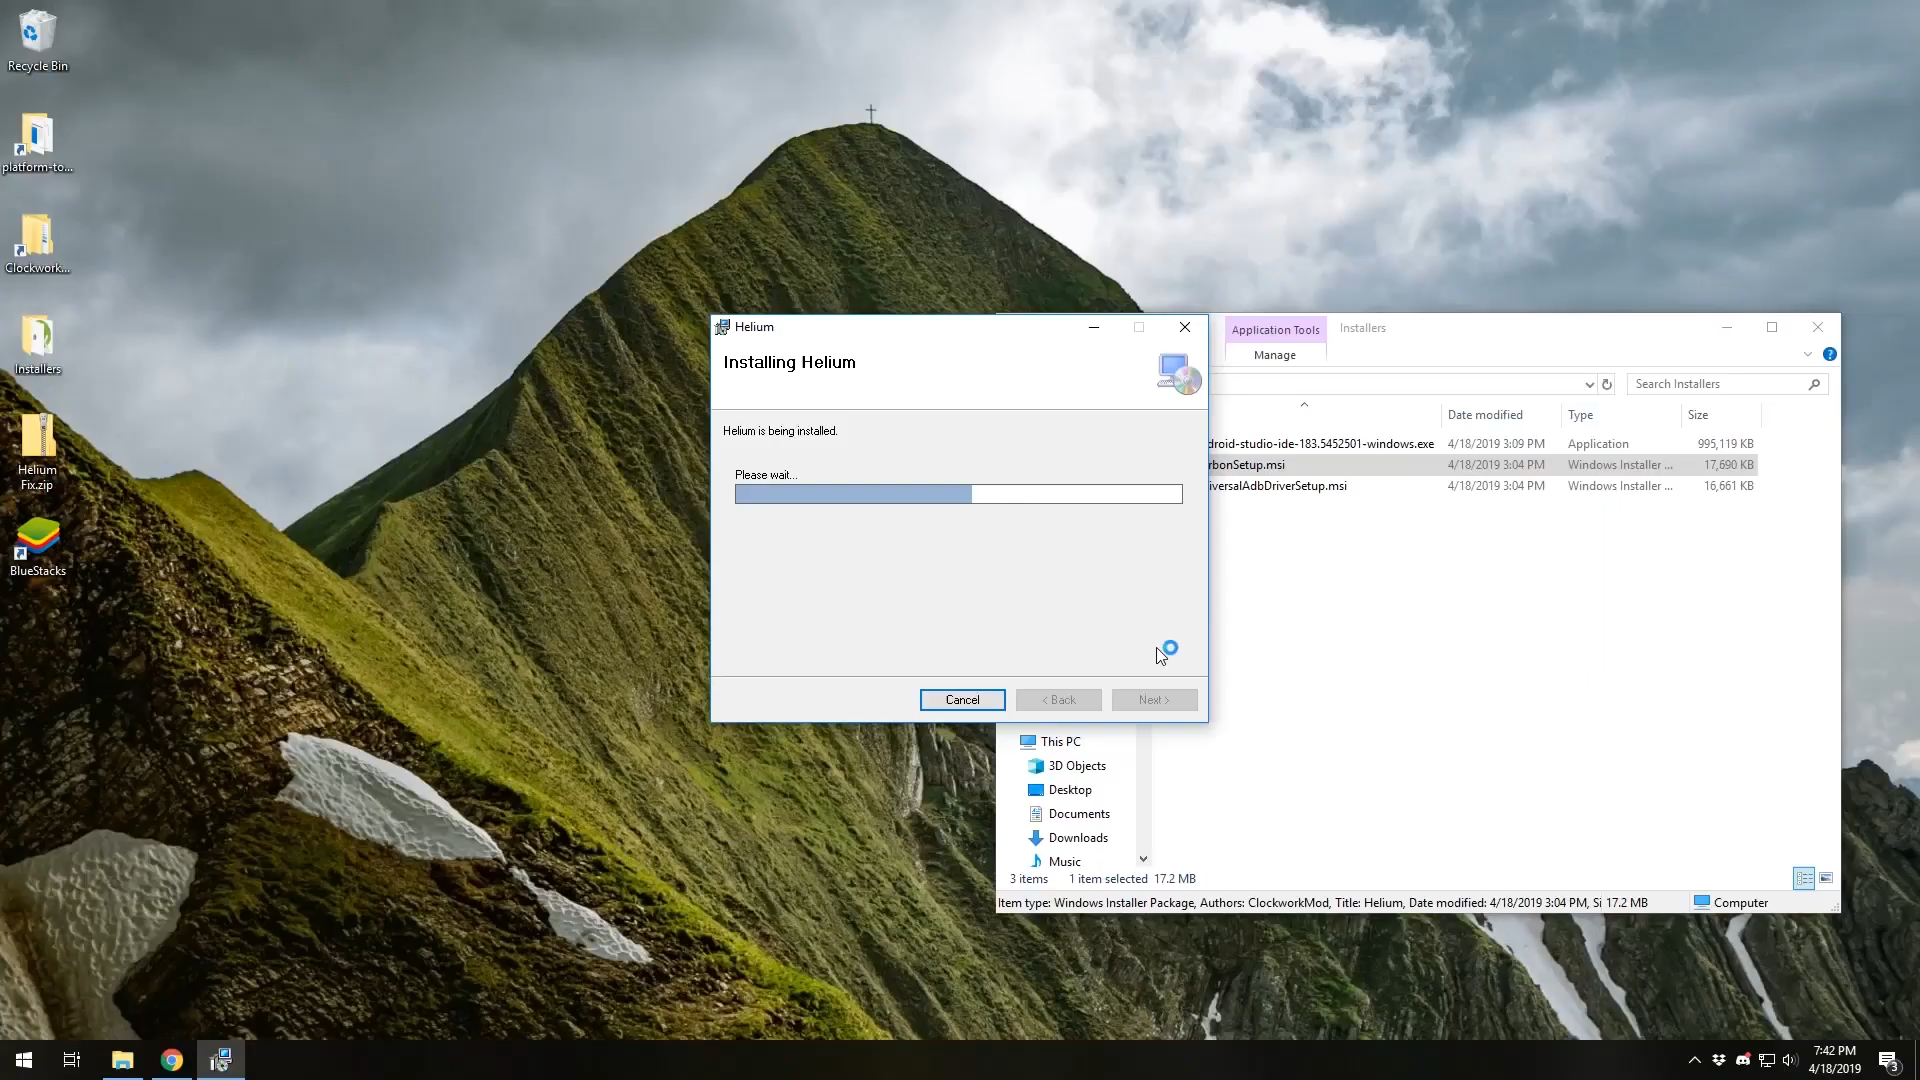 Recycle Bin
platform-to...
Clockwork...
Installers
Helium
Fix.zip
BlueStacks
Helium
Installing Helium
Helium is being installed.
Please wait...
Cancel
< Back
Next >
Application Tools
Installers
Manage
Search Installers
Date modified
Type
Size
droid-studio-ide-183.5452501-windows.exe 4/18/2019 3:09 PM Application 995,119 KB
rbonSetup.msi 4/18/2019 3:04 PM Windows Installer ... 17,690 KB
iversalAdbDriverSetup.msi 4/18/2019 3:04 PM Windows Installer ... 16,661 KB
This PC
3D Objects
Desktop
Documents
Downloads
Music
3 items 1 item selected 17.2 MB
Item type: Windows Installer Package, Authors: ClockworkMod, Title: Helium, Date modified: 4/18/2019 3:04 PM, Si 17.2 MB Computer
7:42 PM
4/18/2019
3